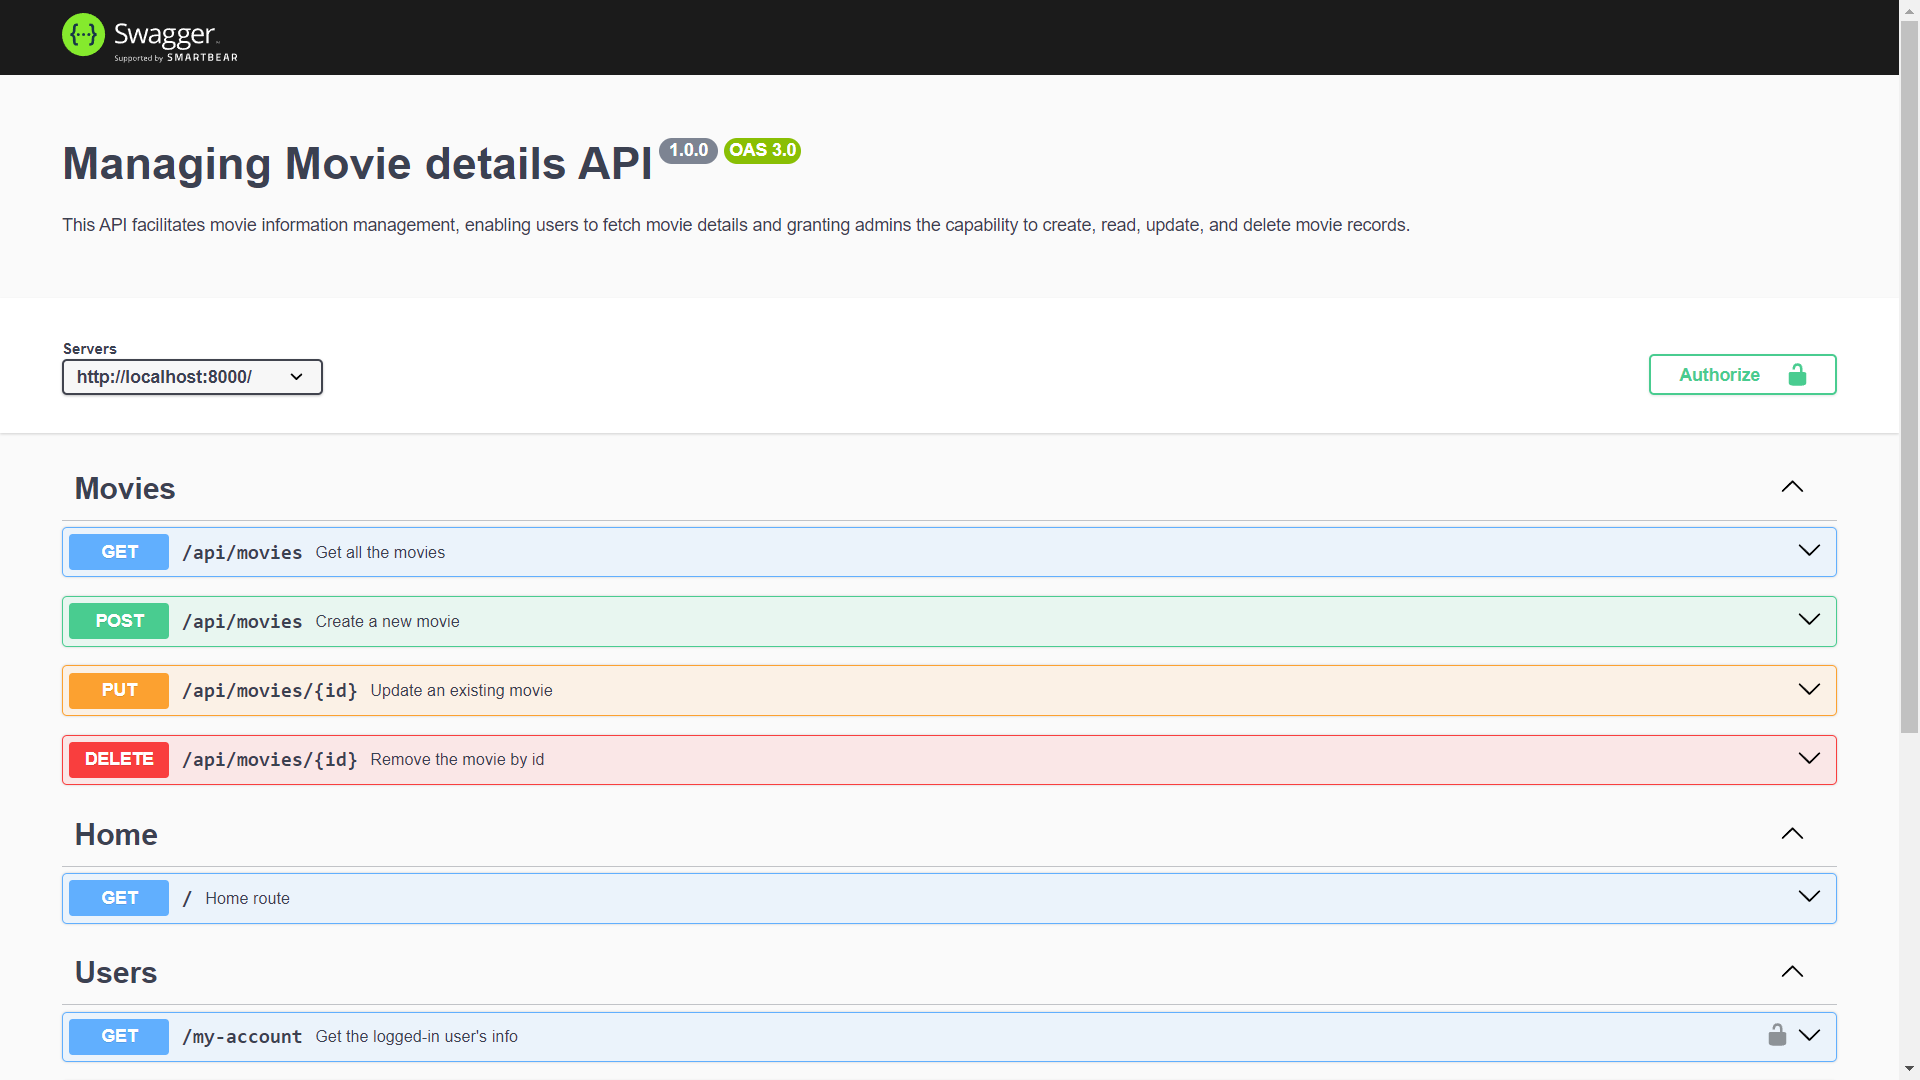 {···} Swagger
Supported by SMARTBEAR
Managing Movie details API 1.0.0 OAS 3.0
This API facilitates movie information management, enabling users to fetch movie details and granting admins the capability to create, read, update, and delete movie records.
Servers
http://localhost:8000/
Authorize
Movies
GET /api/movies Get all the movies
POST /api/movies Create a new movie
PUT /api/movies/{id} Update an existing movie
DELETE /api/movies/{id} Remove the movie by id
Home
GET / Home route
Users
GET /my-account Get the logged-in user's info